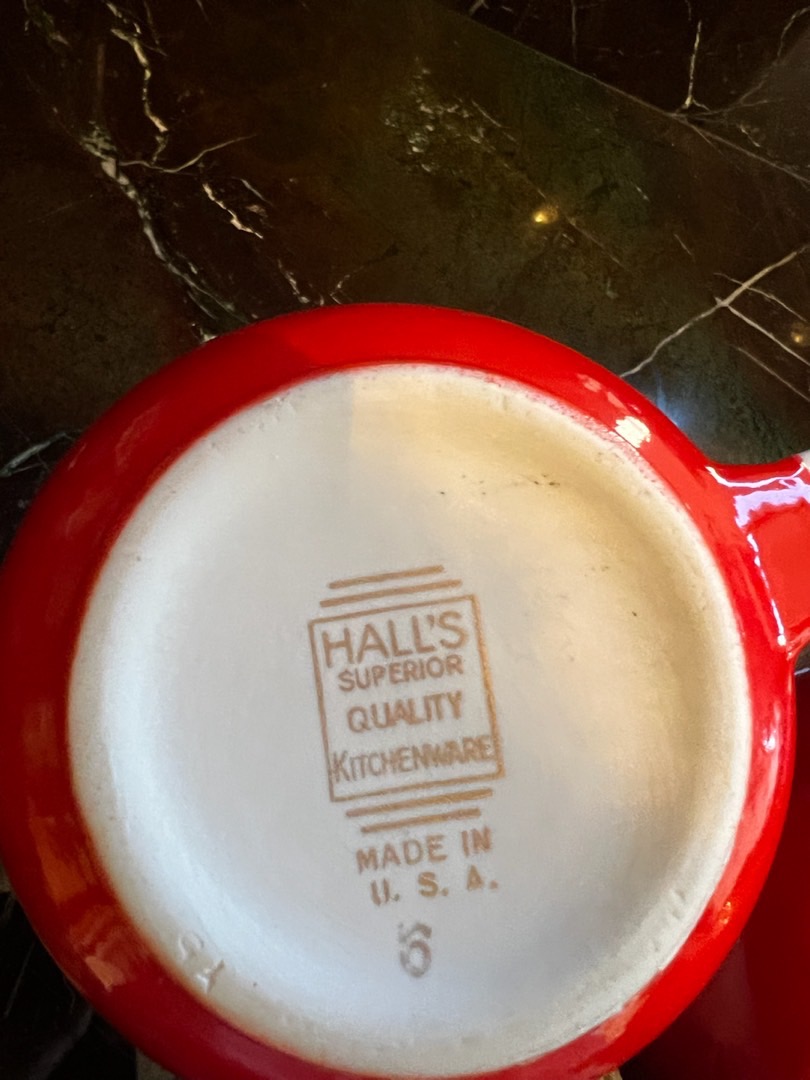 HALL'S
SUPERIOR
QUALITY
KITCHENWARE
MADE IN
U. S. A.
6